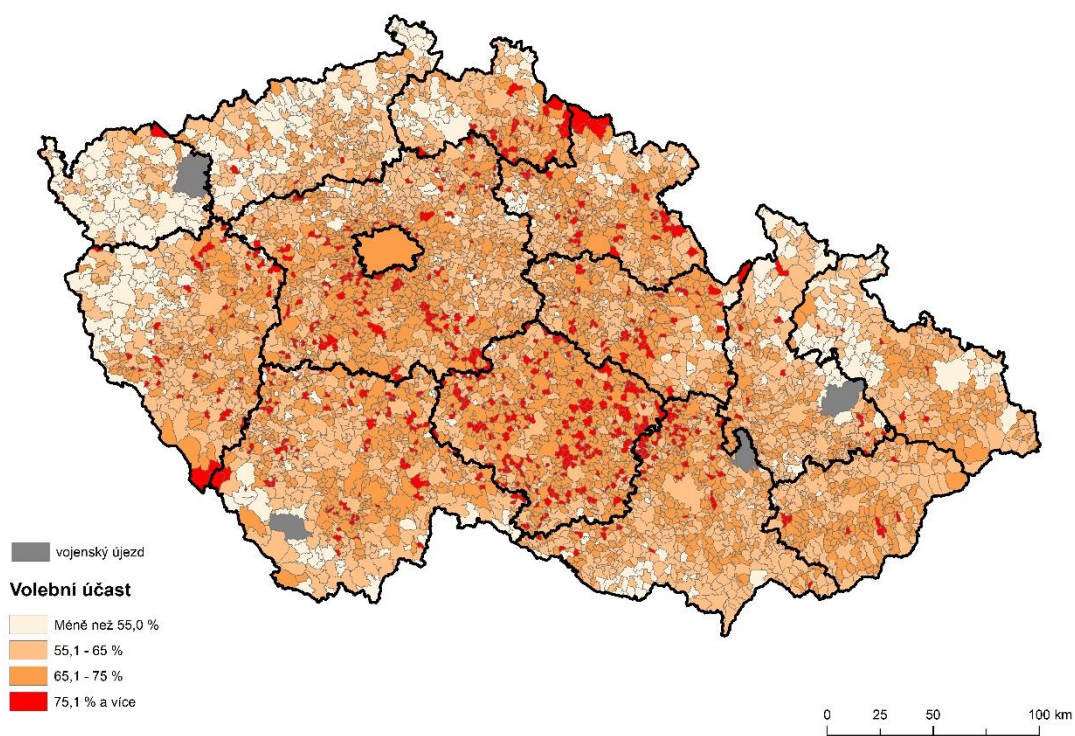 vojenský újezd
Volební účast
Méně než 55,0 %
55,1 - 65 %
65,1 - 75 %
75,1 % a více
0 25 50 100 km